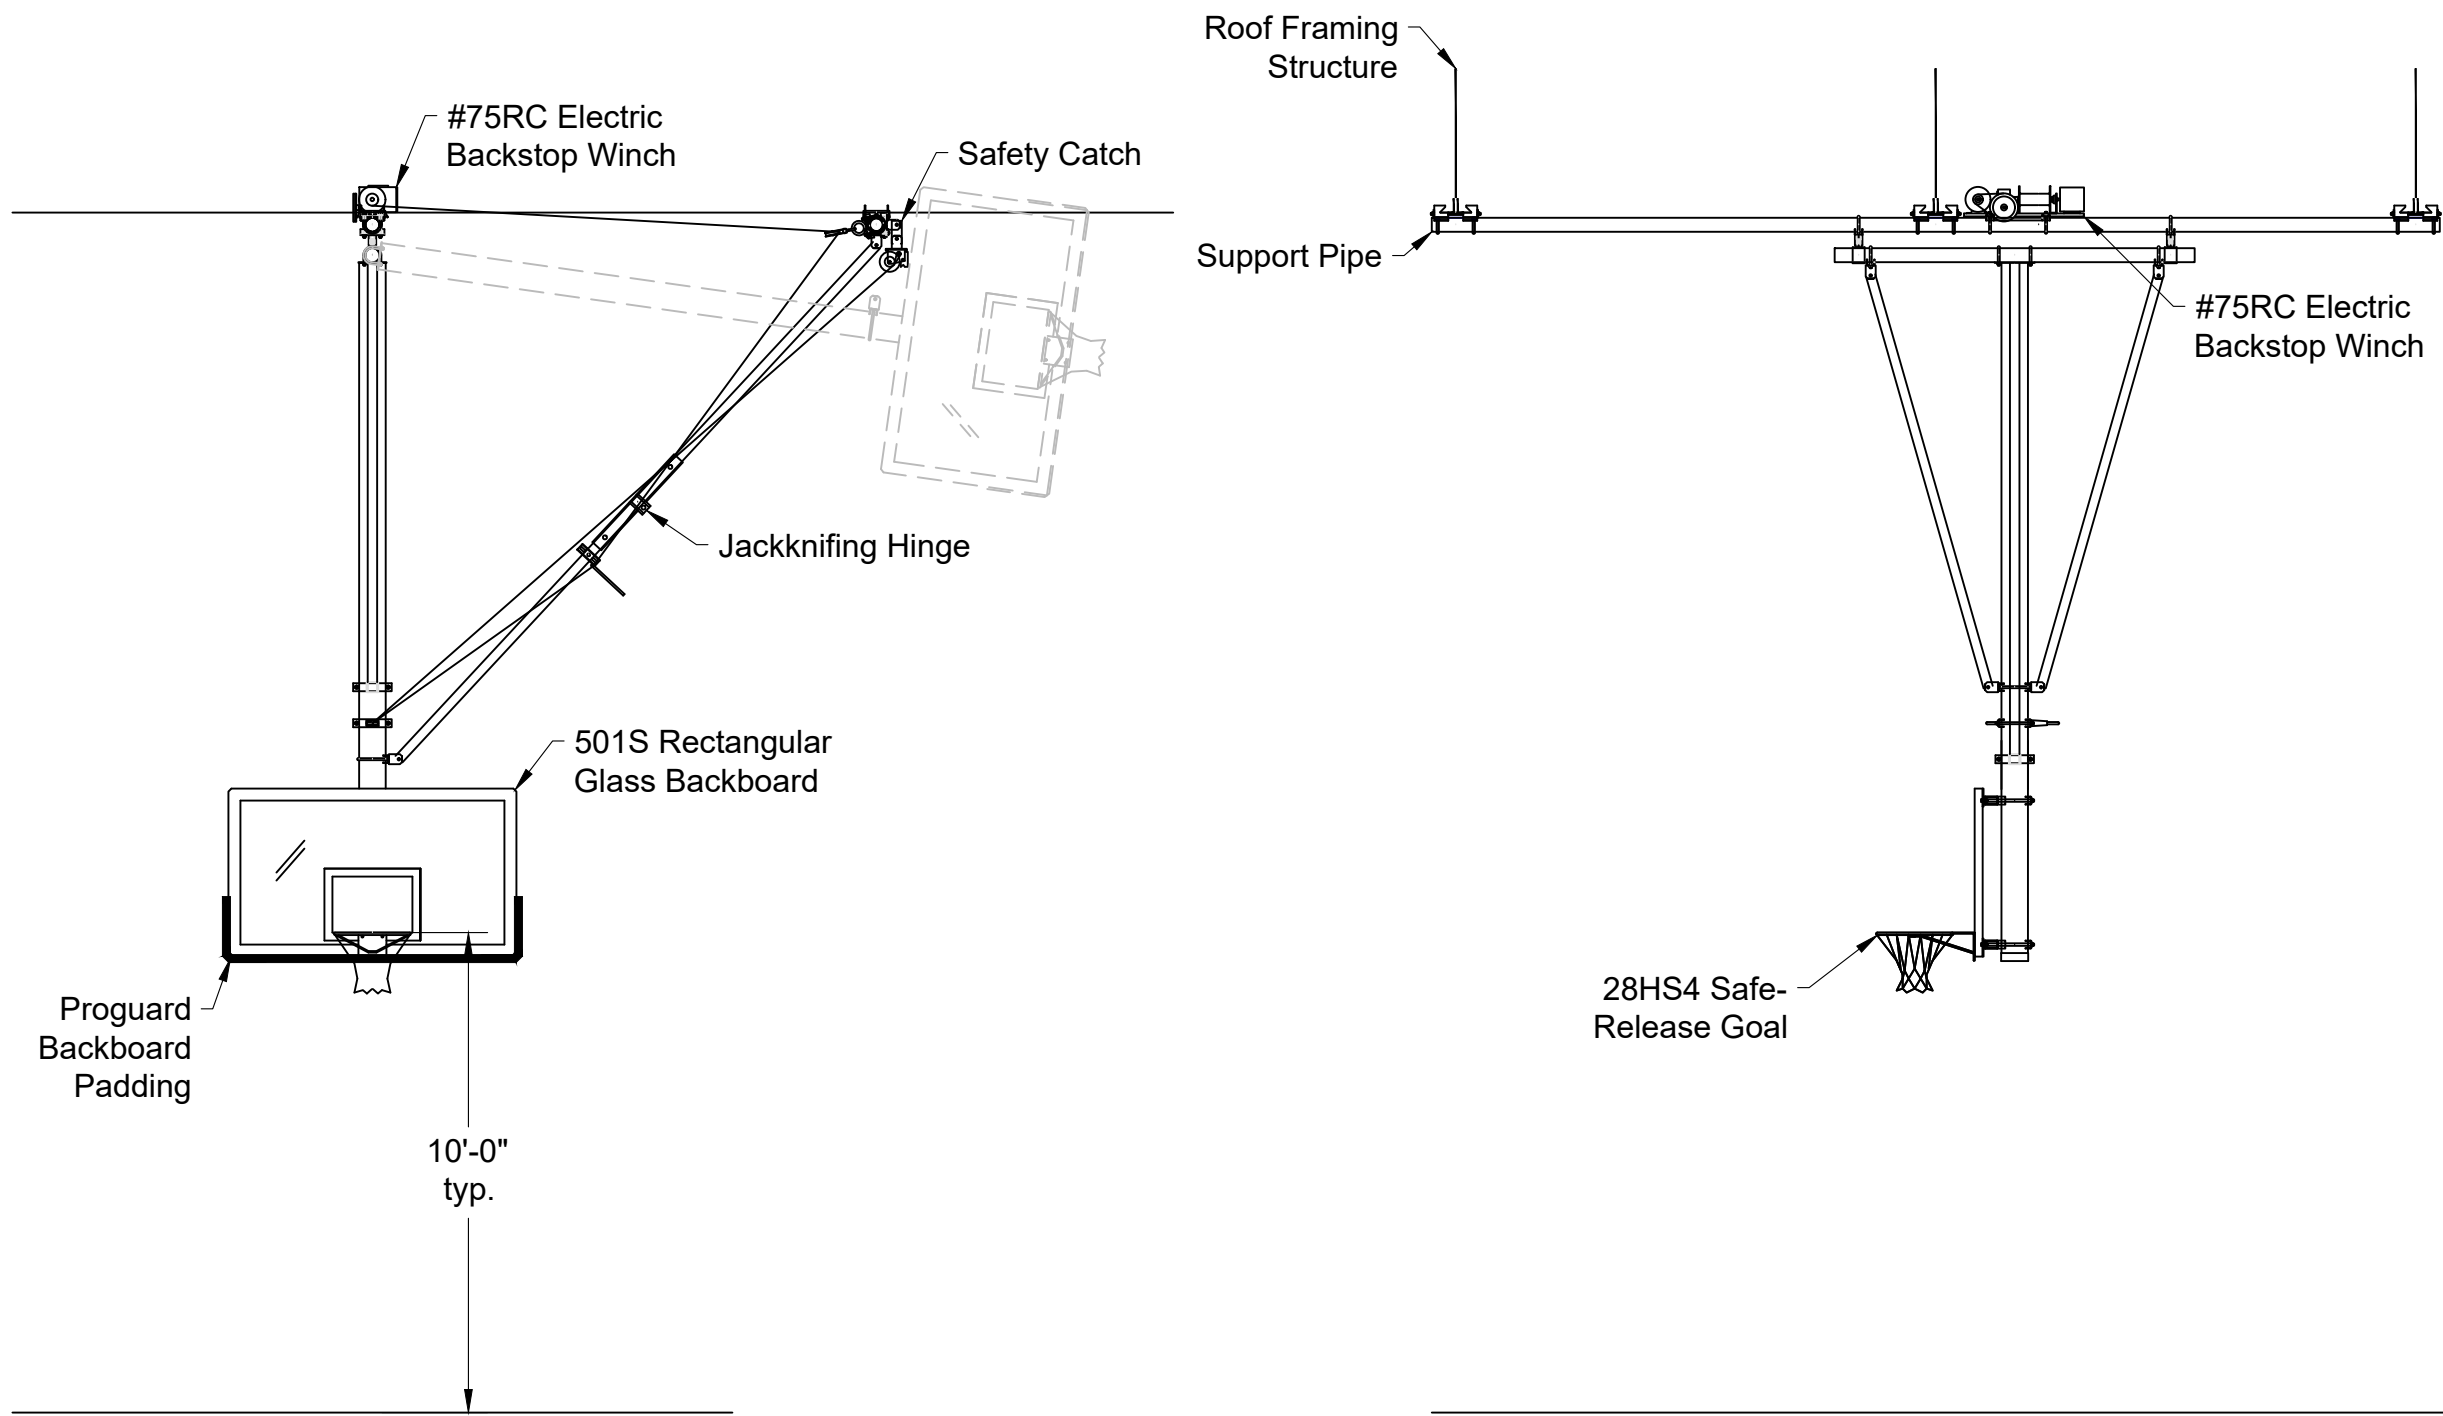 Roof Framing
Structure
#75RC Electric
Backstop Winch
Safety Catch
Support Pipe
#75RC Electric
Backstop Winch
Jackknifing Hinge
501S Rectangular
Glass Backboard
28HS4 Safe-
Release Goal
Proguard
Backboard
Padding
10'-0"
typ.